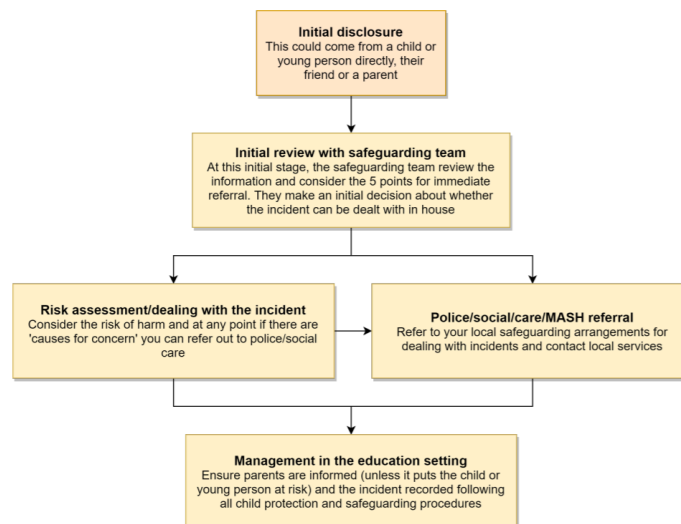 Initial disclosure
This could come from a child or
young person directly, their
friend or a parent
Initial review with safeguarding team
At this initial stage, the safeguarding team review the
information and consider the 5 points for immediate
referral. They make an initial decision about whether
the incident can be dealt with in house
Risk assessment/dealing with the incident
Consider the risk of harm and at any point if there are
'causes for concern' you can refer out to police/social
care
Police/social/care/MASH referral
Refer to your local safeguarding arrangements for
dealing with incidents and contact local services
Management in the education setting
Ensure parents are informed (unless it puts the child or
young person at risk) and the incident recorded following
all child protection and safeguarding procedures